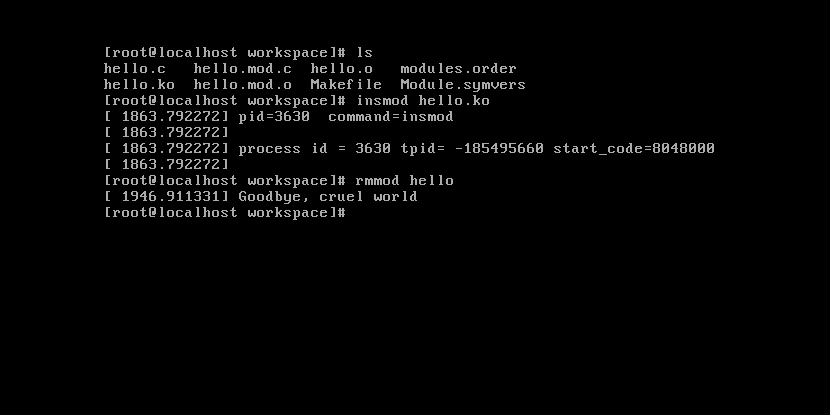 [root@localhost workspace]# ls
hello.c   hello.mod.c  hello.o   modules.order
hello.ko  hello.mod.o  Makefile  Module.symvers
[root@localhost workspace]# insmod hello.ko
[ 1863.792272] pid=3630  command=insmod
[ 1863.792272]
[ 1863.792272] process id = 3630 tpid= -185495660 start_code=8048000
[ 1863.792272]
[root@localhost workspace]# rmmod hello
[ 1946.911331] Goodbye, cruel world
[root@localhost workspace]#